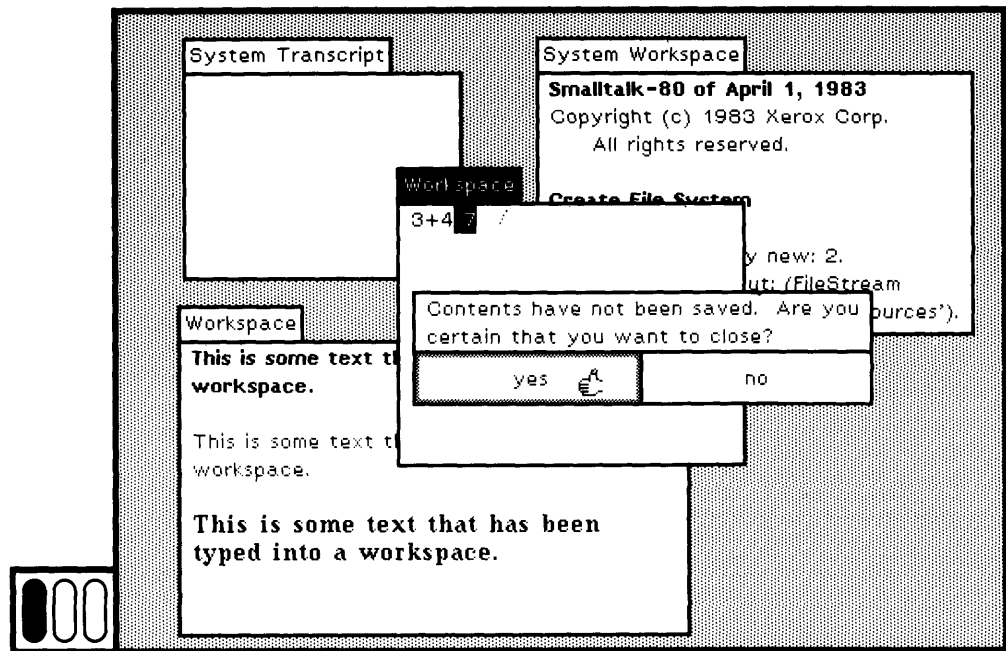 System Transcript
System Workspace
Smalltalk-80 of April 1, 1983
Copyright (c) 1983 Xerox Corp.
All rights reserved.
Create File System
y new: 2.
ut: (FileStream
ources').
Workspace
3+4 7
Contents have not been saved. Are you
certain that you want to close?
yes
no
Workspace
This is some text th
workspace.
This is some text th
workspace.
This is some text that has been
typed into a workspace.